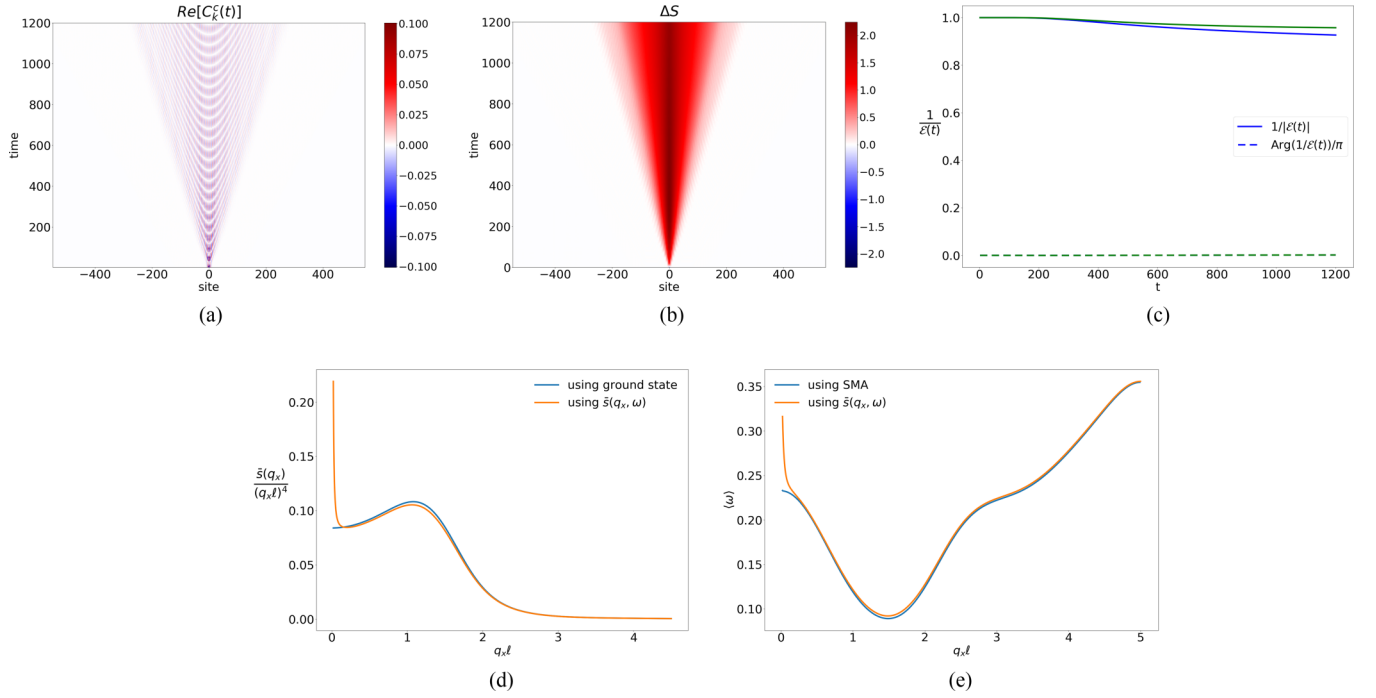 Re[C_k^c(t)]
1200
1000
800
600
400
200
time
−400 −200 0 200 400
site
0.100
0.075
0.050
0.025
0.000
−0.025
−0.050
−0.075
−0.100
(a)
ΔS
1200
1000
800
600
400
200
0
time
−400 −200 0 200 400
site
2.0
1.5
1.0
0.5
0.0
−0.5
−1.0
−1.5
−2.0
(b)
1.0
0.8
0.6
0.4
0.2
0.0
1/ℰ(t)
1/|ℰ(t)|
Arg(1/ℰ(t))/π
0 200 400 600 800 1000 1200
t
(c)
using ground state
using s̄(q_x, ω)
0.20
0.15
0.10
0.05
0.00
s̄(q_x)/(q_xℓ)^4
0 1 2 3 4
q_xℓ
(d)
using SMA
using s̄(q_x, ω)
0.35
0.30
0.25
0.20
0.15
0.10
⟨ω⟩
0 1 2 3 4 5
q_xℓ
(e)